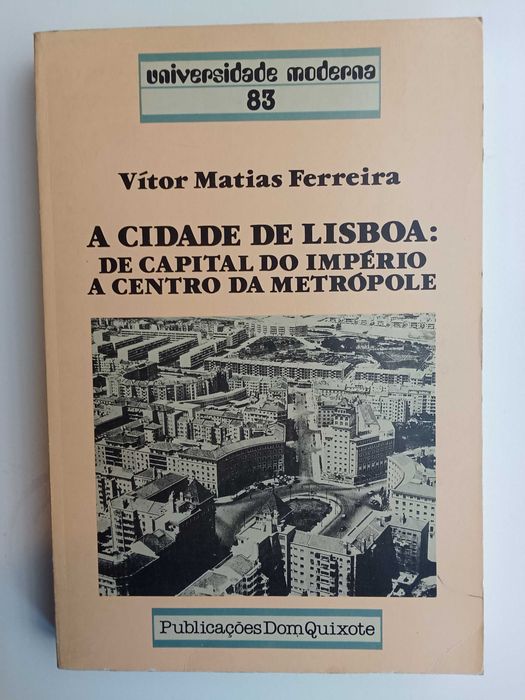 universidade moderna
83
Vítor Matias Ferreira
A CIDADE DE LISBOA:
DE CAPITAL DO IMPÉRIO
A CENTRO DA METRÓPOLE
Publicações Dom Quixote